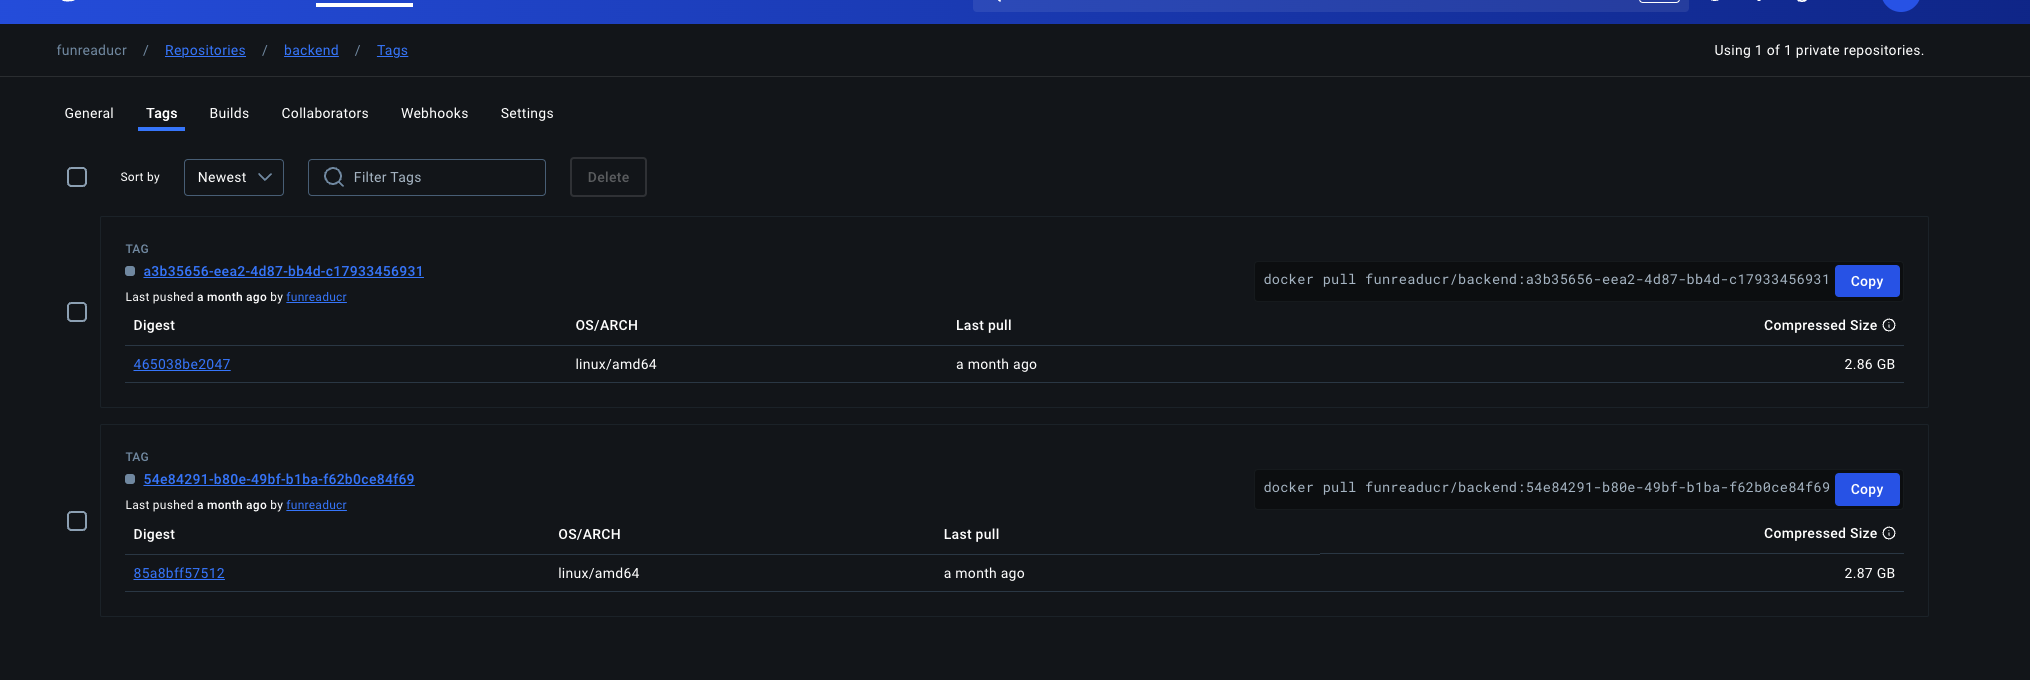 funreaducr / Repositories / backend / Tags
Using 1 of 1 private repositories.
General Tags Builds Collaborators Webhooks Settings
Sort by Newest Filter Tags Delete
TAG
a3b35656-eea2-4d87-bb4d-c17933456931
docker pull funreaducr/backend:a3b35656-eea2-4d87-bb4d-c17933456931 Copy
Last pushed a month ago by funreaducr
Digest OS/ARCH Last pull Compressed Size
465038be2047 linux/amd64 a month ago 2.86 GB
TAG
54e84291-b80e-49bf-b1ba-f62b0ce84f69
docker pull funreaducr/backend:54e84291-b80e-49bf-b1ba-f62b0ce84f69 Copy
Last pushed a month ago by funreaducr
Digest OS/ARCH Last pull Compressed Size
85a8bff57512 linux/amd64 a month ago 2.87 GB